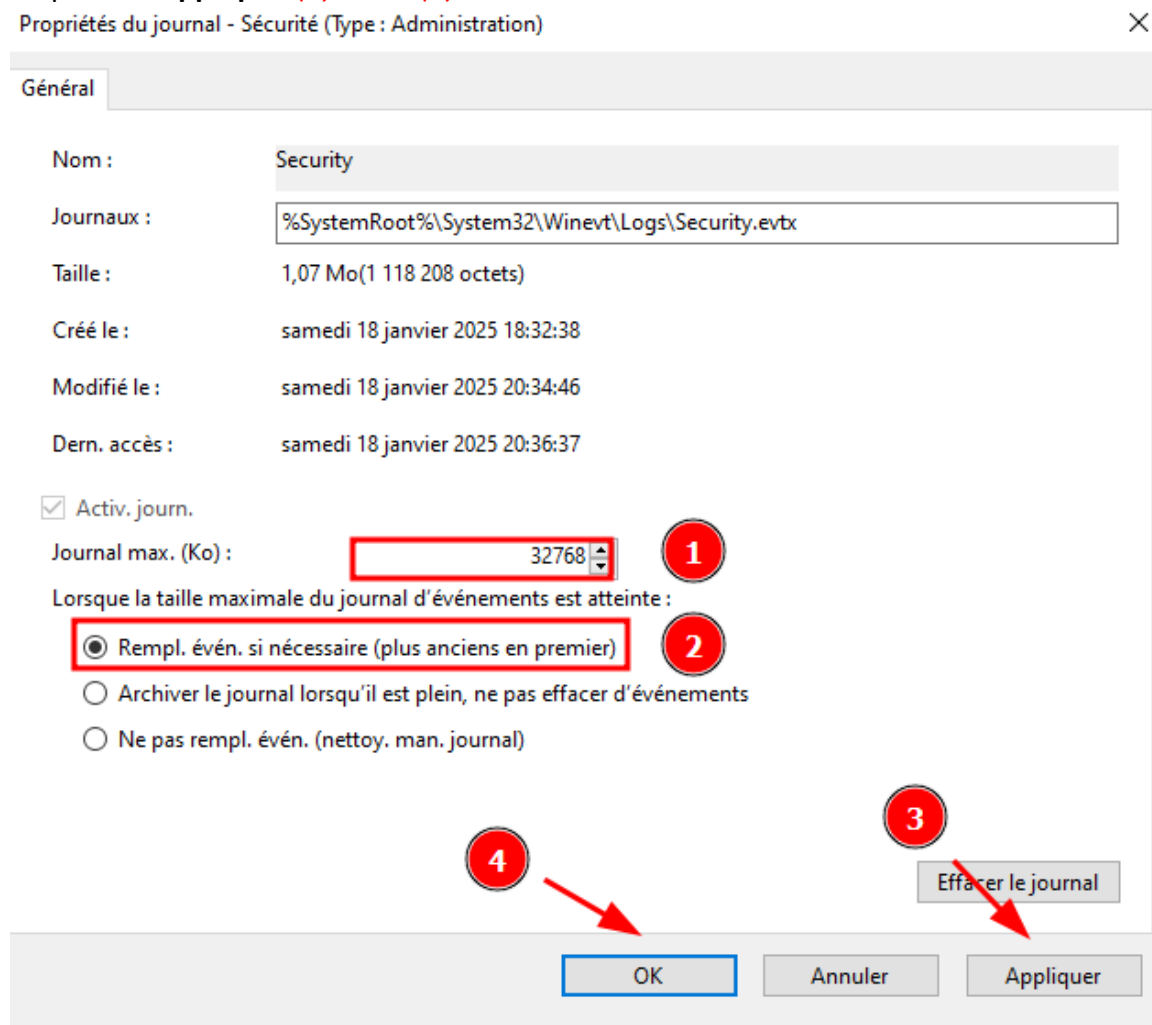 Propriétés du journal - Sécurité (Type : Administration)
Général
Nom : Security
Journaux : %SystemRoot%\System32\Winevt\Logs\Security.evtx
Taille : 1,07 Mo(1 118 208 octets)
Créé le : samedi 18 janvier 2025 18:32:38
Modifié le : samedi 18 janvier 2025 20:34:46
Dern. accès : samedi 18 janvier 2025 20:36:37
Activ. journ.
Journal max. (Ko) : 32768 1
Lorsque la taille maximale du journal d'événements est atteinte :
Rempl. évén. si nécessaire (plus anciens en premier) 2
Archiver le journal lorsqu'il est plein, ne pas effacer d'événements
Ne pas rempl. évén. (nettoy. man. journal)
3
4
Effacer le journal
OK Annuler Appliquer